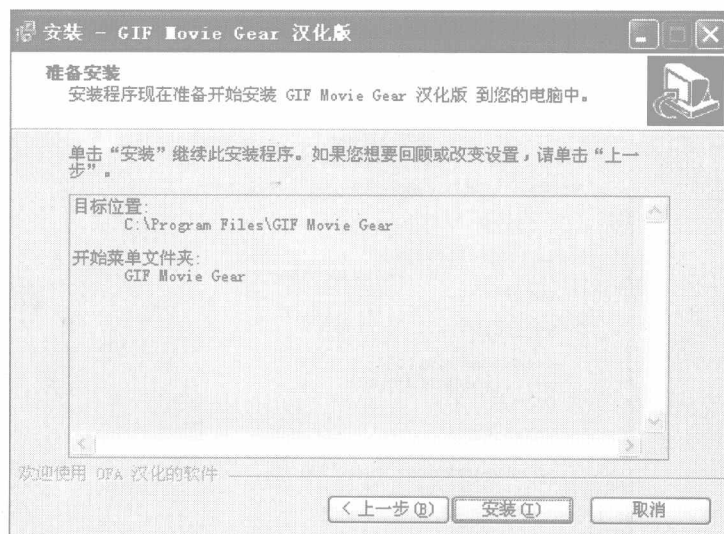 安装 - GIF Movie Gear 汉化版
准备安装
安装程序现在准备开始安装 GIF Movie Gear 汉化版 到您的电脑中。
单击“安装”继续此安装程序。如果您想要回顾或改变设置，请单击“上一
步”。
目标位置:
C:\Program Files\GIF Movie Gear
开始菜单文件夹:
GIF Movie Gear
欢迎使用 OFA 汉化的软件
< 上一步(B)
安装(I)
取消